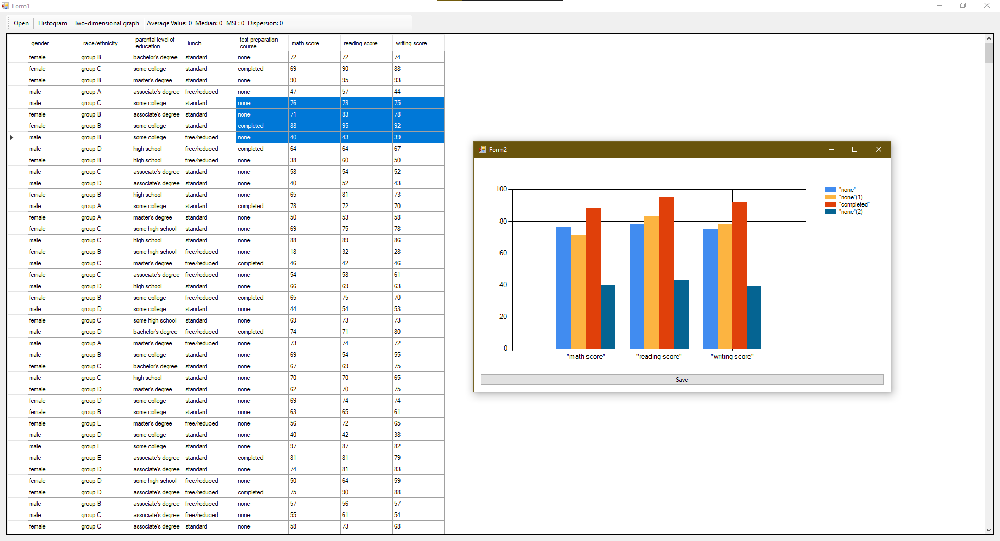 Form1
Open Histogram Two-dimensional graph Average Value: 0 Median: 0 MSE: 0 Dispersion: 0
gender race/ethnicity parental level of education lunch test preparation course math score reading score writing score
female group B bachelor's degree standard none 72 72 74
female group C some college standard completed 69 90 88
female group B master's degree standard none 90 95 93
male group A associate's degree free/reduced none 47 57 44
male group C some college standard none 76 78 75
female group B associate's degree standard none 71 83 78
female group B some college standard completed 88 95 92
male group B some college free/reduced none 40 43 39
male group D high school free/reduced completed 64 64 67
female group B high school free/reduced none 38 60 50
male group C associate's degree standard none 58 54 52
male group D associate's degree standard none 40 52 43
female group B high school standard none 65 81 73
male group A some college standard completed 78 72 70
female group A master's degree standard none 50 53 58
female group C some high school standard none 69 75 78
male group C high school standard none 88 89 86
female group B some high school free/reduced none 18 32 28
male group C master's degree free/reduced completed 46 42 46
female group C associate's degree free/reduced none 54 58 61
male group D high school standard none 66 69 63
female group B some college free/reduced completed 65 75 70
male group D some college standard none 44 54 53
female group C some high school standard none 69 73 73
male group D bachelor's degree free/reduced completed 74 71 80
male group A master's degree free/reduced none 73 74 72
male group B some college standard none 69 54 55
female group C bachelor's degree standard none 67 69 75
male group C high school standard none 70 70 65
female group D master's degree standard none 62 70 75
female group D some college standard none 69 74 74
female group B some college standard none 63 65 61
female group E master's degree free/reduced none 56 72 65
male group D some college standard none 40 42 38
male group E some college standard none 97 87 82
male group E associate's degree standard completed 81 81 79
female group D associate's degree standard none 74 81 83
female group D some high school free/reduced none 50 64 59
female group D associate's degree free/reduced completed 75 90 88
male group B associate's degree free/reduced none 57 56 57
male group C associate's degree free/reduced none 55 61 54
female group C associate's degree standard none 58 73 68
Form2
100
80
60
40
20
0
"math score" "reading score" "writing score"
"none"
"none"(1)
"completed"
"none"(2)
Save